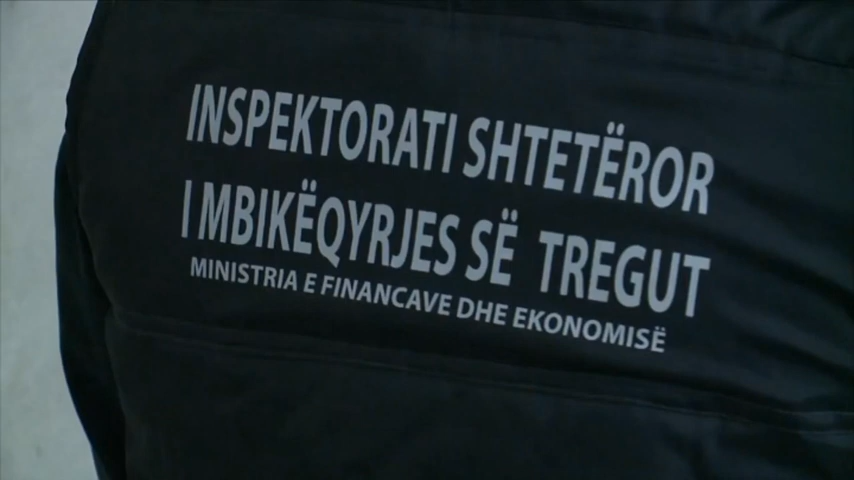 INSPEKTORATI SHTETËROR
I MBIKËQYRJES SË TREGUT
MINISTRIA E FINANCAVE DHE EKONOMISË